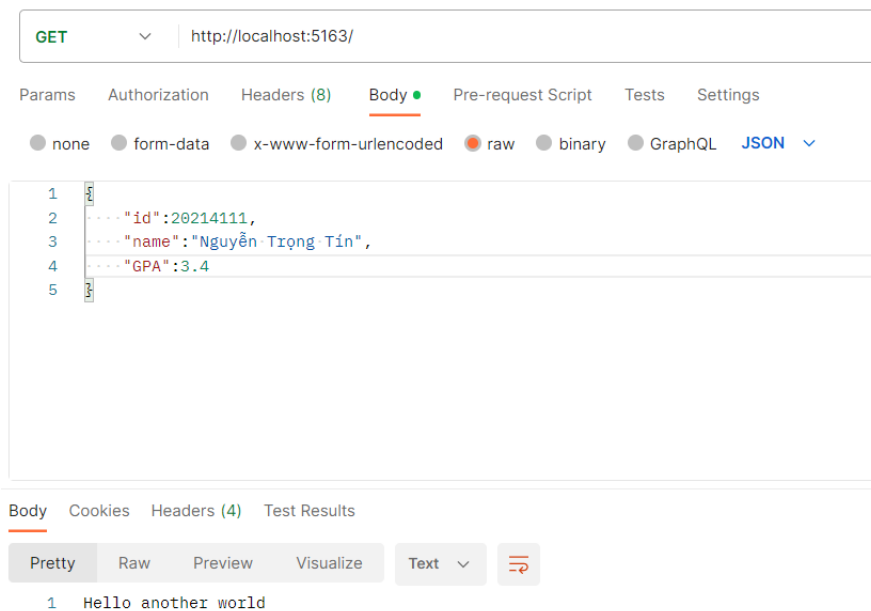 GET http://localhost:5163/
Params Authorization Headers (8) Body Pre-request Script Tests Settings
none form-data x-www-form-urlencoded raw binary GraphQL JSON
1 {
2 ····"id":20214111,
3 ····"name":"Nguyễn·Trọng·Tín",
4 ····"GPA":3.4
5 }
Body Cookies Headers (4) Test Results
Pretty Raw Preview Visualize Text
1 Hello another world